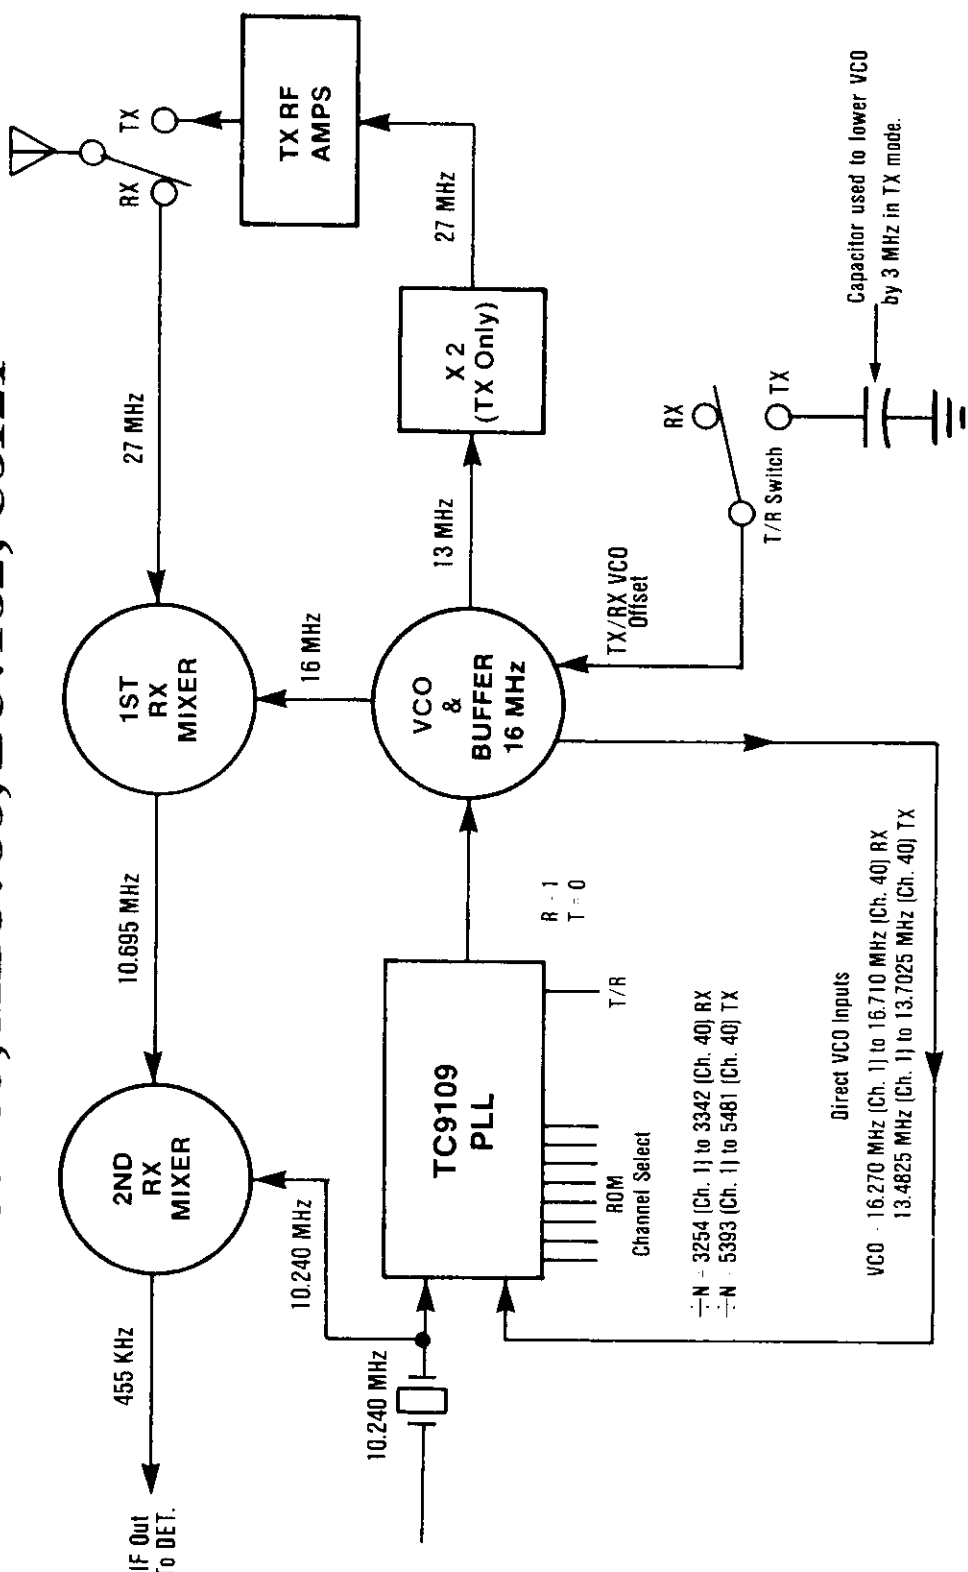 IF Out
To DET.
455 KHz
2ND
RX
MIXER
10.695 MHz
1ST
RX
MIXER
27 MHz
RX
TX
TX RF
AMPS
27 MHz
X 2
(TX Only)
13 MHz
16 MHz
VCO
&
BUFFER
16 MHz
10.240 MHz
10.240 MHz
TC9109
PLL
ROM
Channel Select
T/R
R - 1
T = 0
TX/RX VCO
Offset
RX
TX
T/R Switch
Capacitor used to lower VCO
by 3 MHz in TX mode.
÷N - 3254 (Ch. 1) to 3342 (Ch. 40) RX
÷N - 5393 (Ch. 1) to 5481 (Ch. 40) TX
Direct VCO Inputs
VCO - 16.270 MHz (Ch. 1) to 16.710 MHz (Ch. 40) RX
13.4825 MHz (Ch. 1) to 13.7025 MHz (Ch. 40) TX